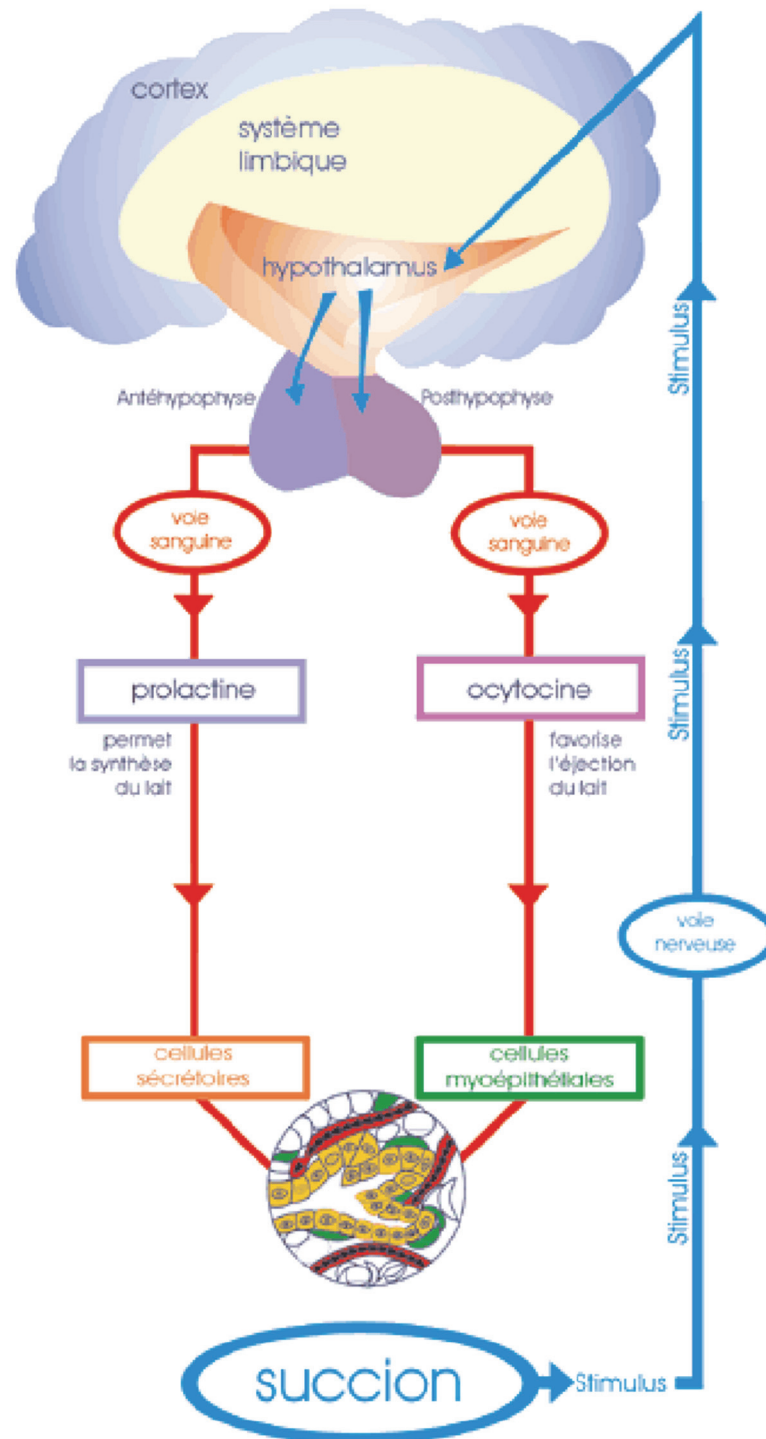 cortex
système
limbique
hypothalamus
Antéhypophyse
Posthypophyse
voie
sanguine
voie
sanguine
prolactine
ocytocine
permet
la synthèse
du lait
favorise
l'éjection
du lait
cellules
sécrétoires
cellules
myoépithéliales
succion
Stimulus
Stimulus
voie
nerveuse
Stimulus
Stimulus